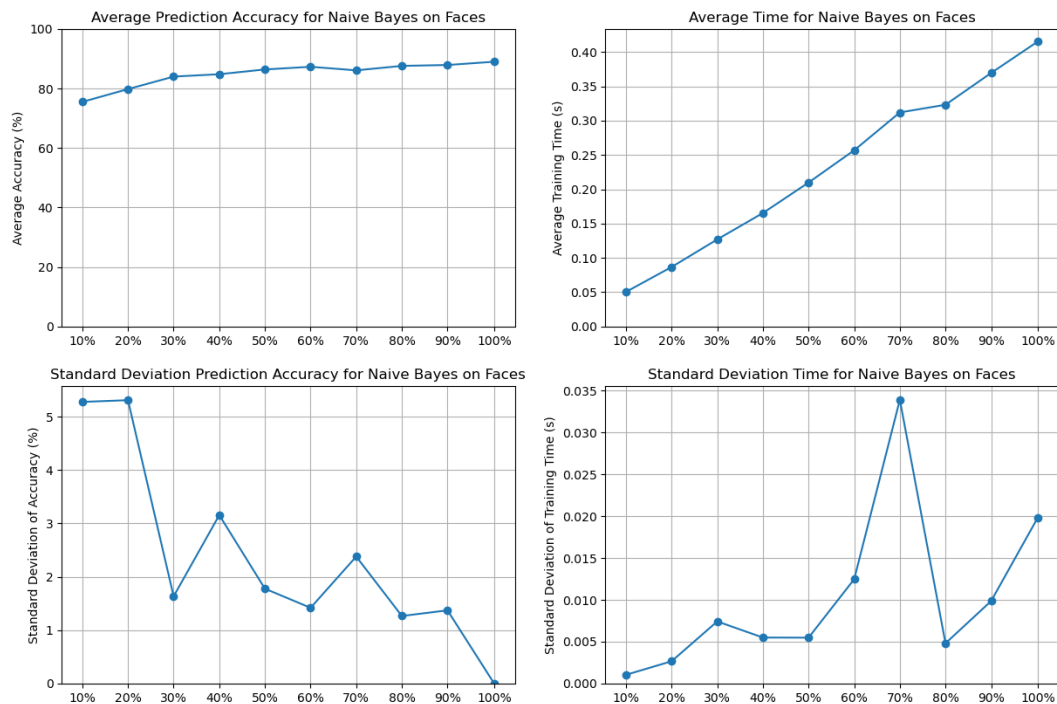 Average Prediction Accuracy for Naive Bayes on Faces
Average Accuracy (%)
100
80
60
40
20
0
10% 20% 30% 40% 50% 60% 70% 80% 90% 100%
Average Time for Naive Bayes on Faces
Average Training Time (s)
0.40
0.35
0.30
0.25
0.20
0.15
0.10
0.05
0.00
10% 20% 30% 40% 50% 60% 70% 80% 90% 100%
Standard Deviation Prediction Accuracy for Naive Bayes on Faces
Standard Deviation of Accuracy (%)
5
4
3
2
1
0
10% 20% 30% 40% 50% 60% 70% 80% 90% 100%
Standard Deviation Time for Naive Bayes on Faces
Standard Deviation of Training Time (s)
0.035
0.030
0.025
0.020
0.015
0.010
0.005
0.000
10% 20% 30% 40% 50% 60% 70% 80% 90% 100%